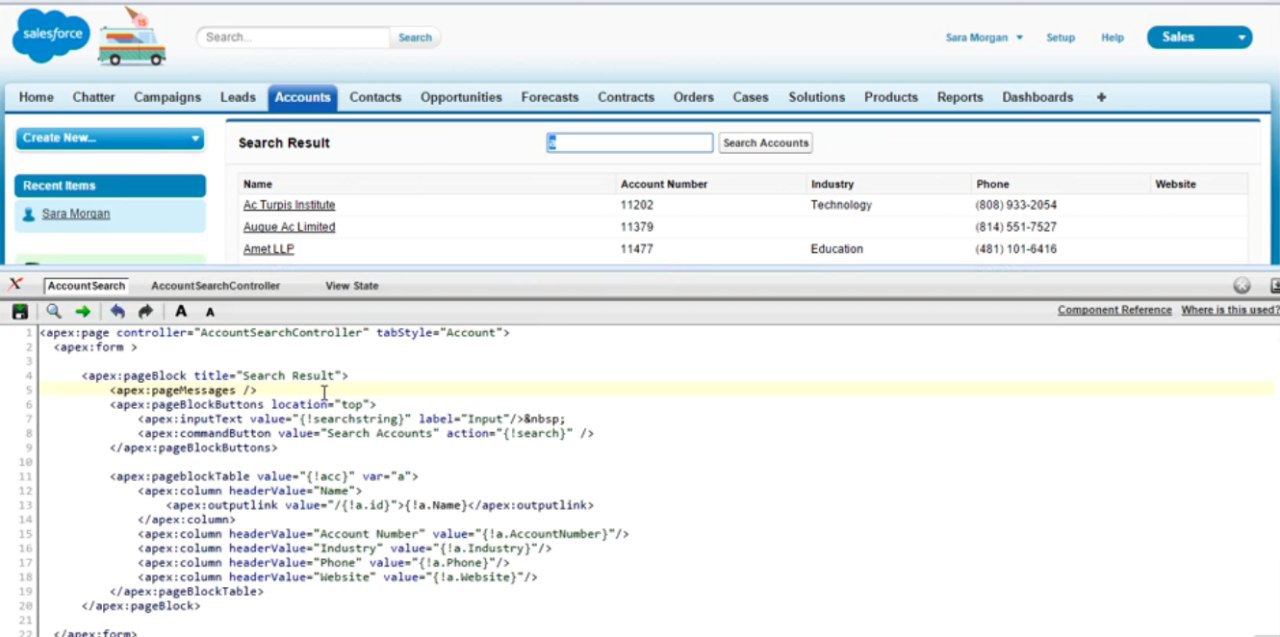 salesforce
Search... Search
Sara Morgan Setup Help Sales
Home Chatter Campaigns Leads Accounts Contacts Opportunities Forecasts Contracts Orders Cases Solutions Products Reports Dashboards +
Create New...
Recent Items
Sara Morgan
Search Result a Search Accounts
Name Account Number Industry Phone Website
Ac Turpis Institute 11202 Technology (808) 933-2054
Augue Ac Limited 11379 (814) 551-7527
Amet LLP 11477 Education (481) 101-6416
X AccountSearch AccountSearchController View State
A A Component Reference Where is this used?
1 <apex:page controller="AccountSearchController" tabStyle="Account">
2 <apex:form >
3
4 <apex:pageBlock title="Search Result">
5 <apex:pageMessages />
6 <apex:pageBlockButtons location="top">
7 <apex:inputText value="{!searchstring}" label="Input"/>&nbsp;
8 <apex:commandButton value="Search Accounts" action="{!search}" />
9 </apex:pageBlockButtons>
10
11 <apex:pageblockTable value="{!acc}" var="a">
12 <apex:column headerValue="Name">
13 <apex:outputlink value="/{!a.id}">{!a.Name}</apex:outputlink>
14 </apex:column>
15 <apex:column headerValue="Account Number" value="{!a.AccountNumber}"/>
16 <apex:column headerValue="Industry" value="{!a.Industry}"/>
17 <apex:column headerValue="Phone" value="{!a.Phone}"/>
18 <apex:column headerValue="Website" value="{!a.Website}"/>
19 </apex:pageBlockTable>
20 </apex:pageBlock>
21
22 </apex:form>